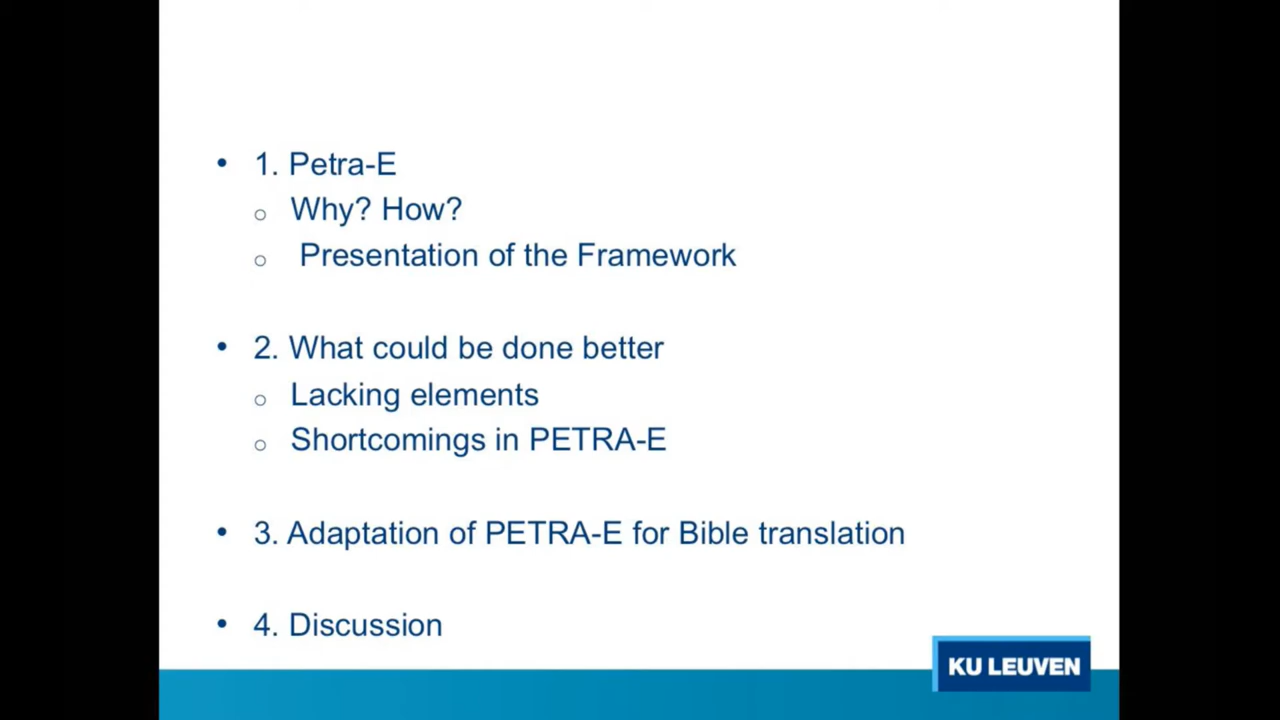 • 1. Petra-E
o Why? How?
o Presentation of the Framework
• 2. What could be done better
o Lacking elements
o Shortcomings in PETRA-E
• 3. Adaptation of PETRA-E for Bible translation
• 4. Discussion
KU LEUVEN